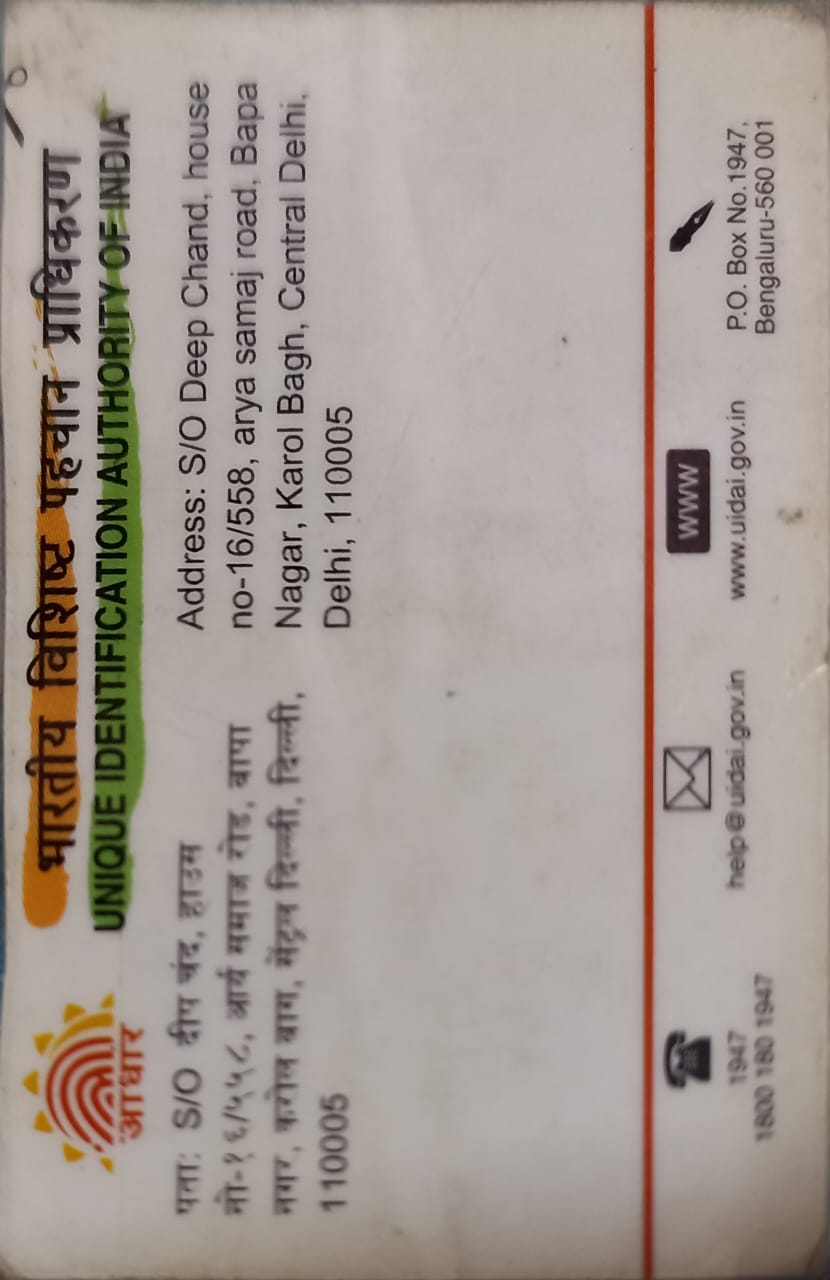 भारतीय विशिष्ट पहचान प्राधिकरण
UNIQUE IDENTIFICATION AUTHORITY OF INDIA
आधार
पता: S/O दीप चंद, हाउस
नो-१६/५५८, आर्य समाज रोड, बापा
नगर, करोल बाग, सेंट्रल दिल्ली, दिल्ली,
110005
Address: S/O Deep Chand, house
no-16/558, arya samaj road, Bapa
Nagar, Karol Bagh, Central Delhi,
Delhi, 110005
1947
1800 180 1947
help@uidai.gov.in
WWW
www.uidai.gov.in
P.O. Box No.1947,
Bengaluru-560 001